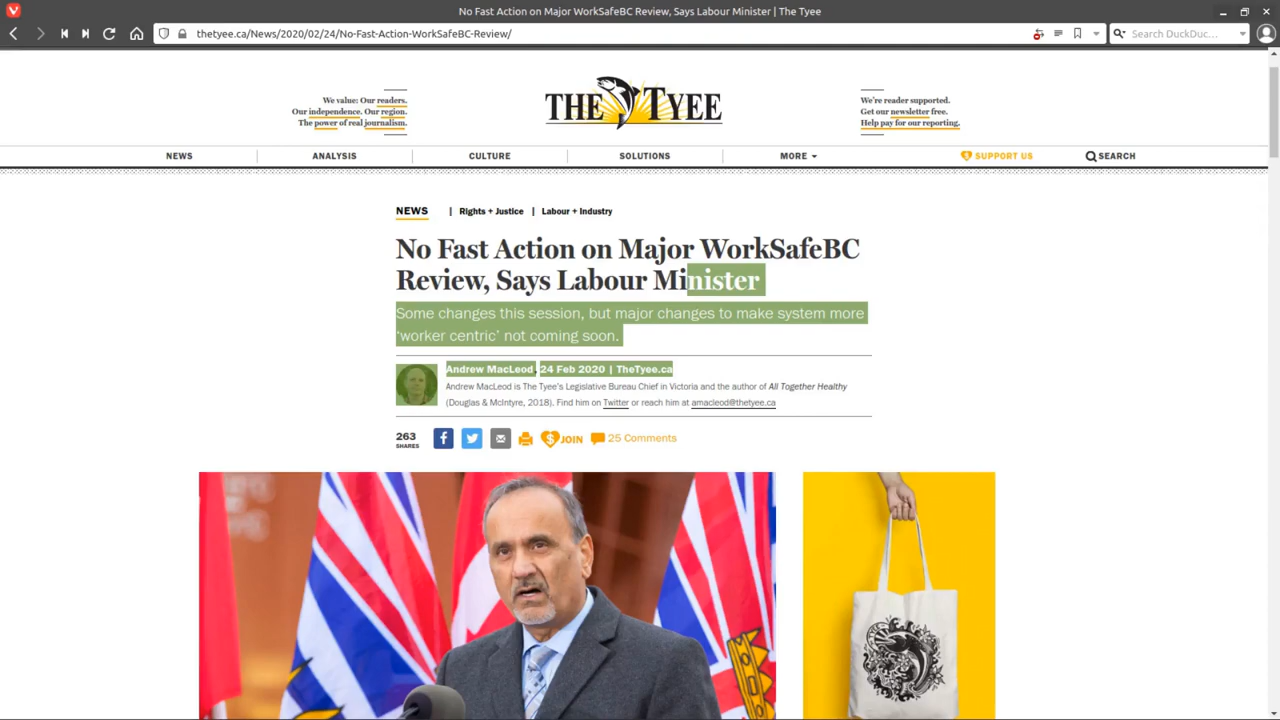 No Fast Action on Major WorkSafeBC Review, Says Labour Minister | The Tyee
thetyee.ca/News/2020/02/24/No-Fast-Action-WorkSafeBC-Review/
Search DuckDuc...
We value: Our readers.
Our independence. Our region.
The power of real journalism.
THE TYEE
We're reader supported.
Get our newsletter free.
Help pay for our reporting.
NEWS
ANALYSIS
CULTURE
SOLUTIONS
MORE
SUPPORT US
SEARCH
NEWS | Rights + Justice | Labour + Industry
No Fast Action on Major WorkSafeBC
Review, Says Labour Minister
Some changes this session, but major changes to make system more
‘worker centric’ not coming soon.
Andrew MacLeod, 24 Feb 2020 | TheTyee.ca
Andrew MacLeod is The Tyee's Legislative Bureau Chief in Victoria and the author of All Together Healthy
(Douglas & McIntyre, 2018). Find him on Twitter or reach him at amacleod@thetyee.ca
263
SHARES
JOIN
25 Comments